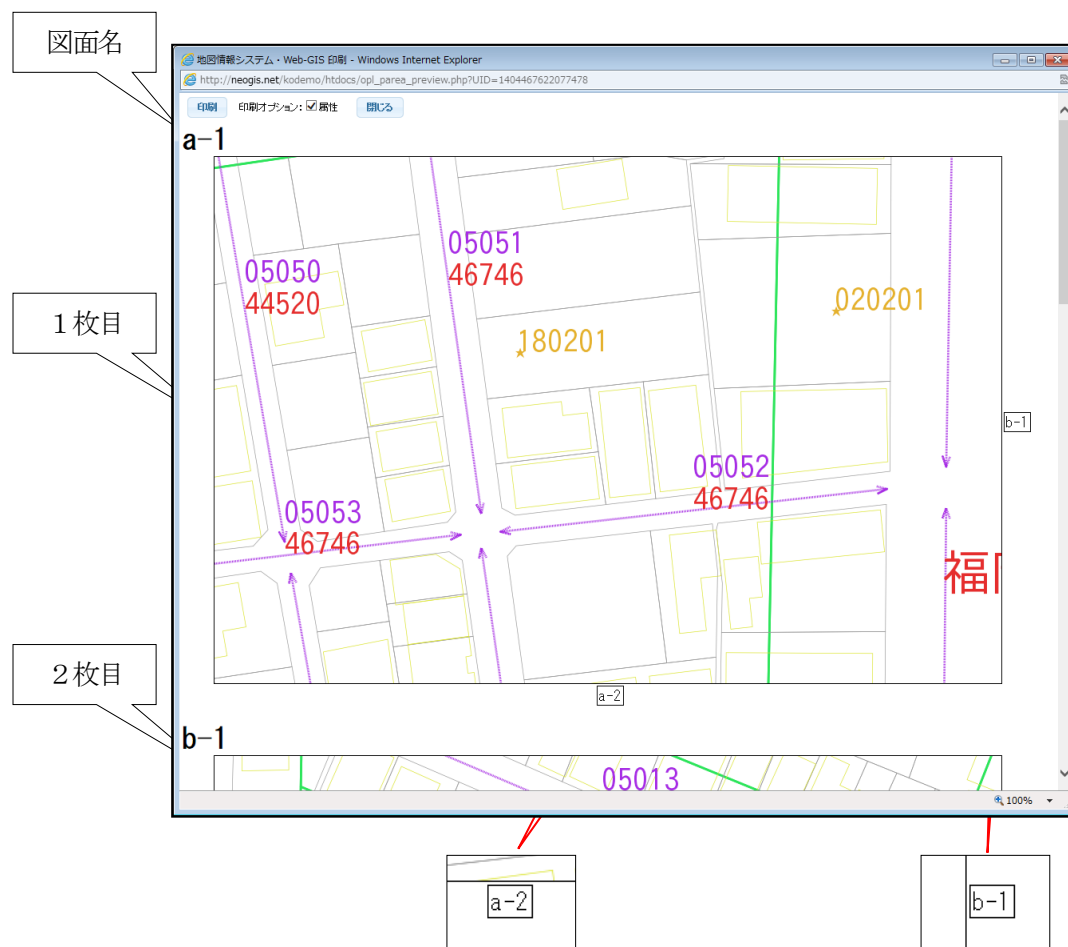 図面名
地図情報システム・Web-GIS 印刷 - Windows Internet Explorer
http://neogis.net/kodemo/htdocs/opl_parea_preview.php?UID=1404467622077478
印刷 印刷オプション: 属性 閉じる
a-1
05051
46746
05050
44520
020201
180201
1枚目
b-1
05052
46746
05053
46746
福
2枚目
a-2
b-1
05013
100%
a-2
b-1